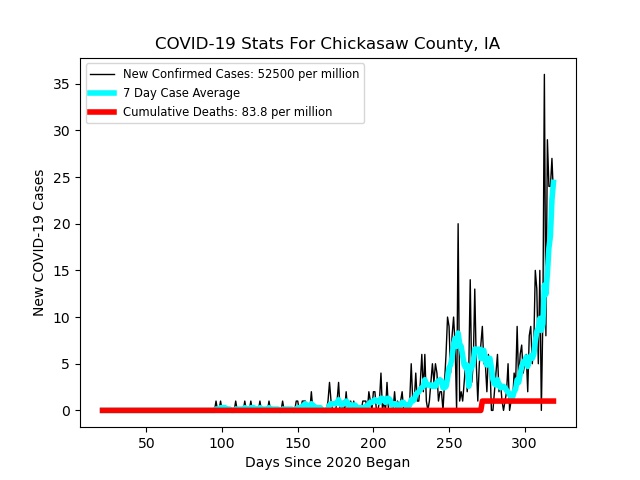 COVID-19 Stats For Chickasaw County, IA
New Confirmed Cases: 52500 per million
7 Day Case Average
Cumulative Deaths: 83.8 per million
35
30
25
20
15
10
5
0
New COVID-19 Cases
50 100 150 200 250 300
Days Since 2020 Began